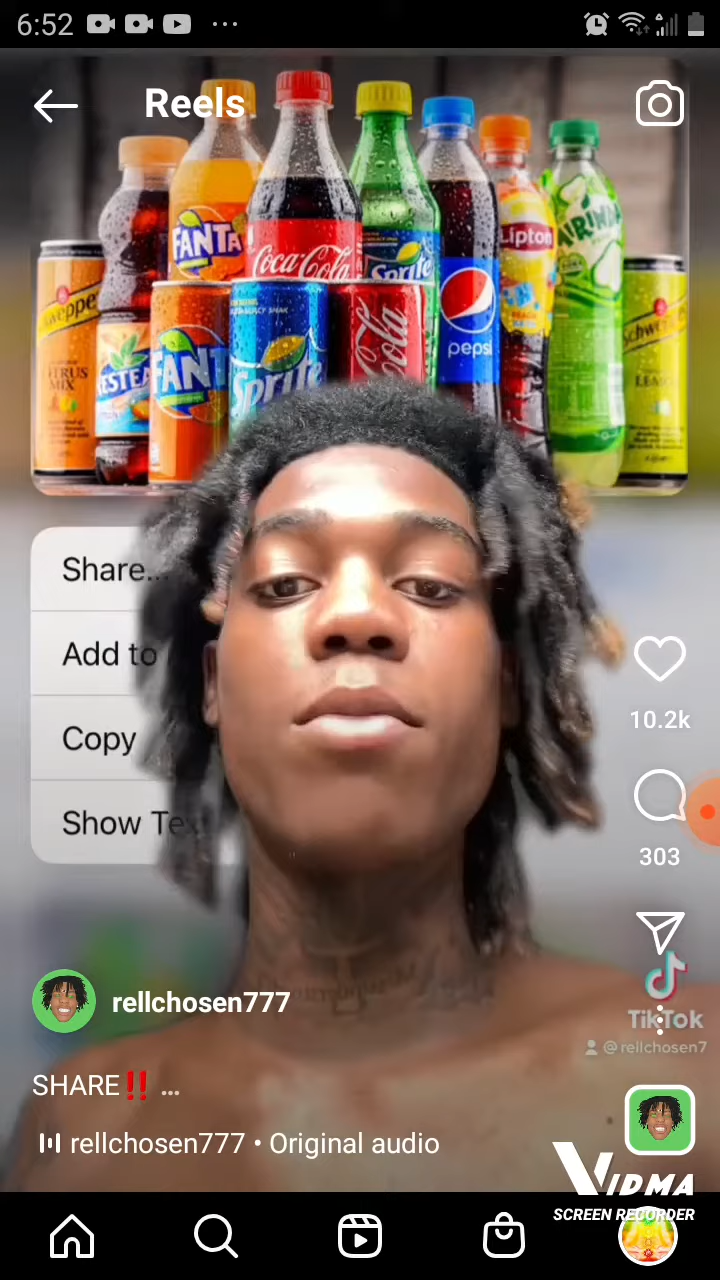 6:52
Reels
FANTA
Coca-Cola
Sprite
Lipton
pepsi
FANT
Sprite
Share...
Add to
Copy
Show Te
10.2k
303
TikTok
@rellchosen7
rellchosen777
SHARE‼️ ...
rellchosen777 • Original audio
VIDMA
SCREEN RECORDER